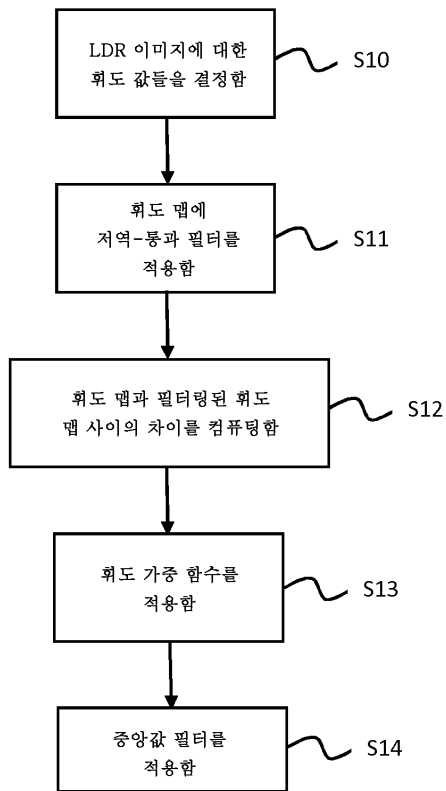 LDR 이미지에 대한
휘도 값들을 결정함
S10
휘도 맵에
저역-통과 필터를
적용함
S11
휘도 맵과 필터링된 휘도
맵 사이의 차이를 컴퓨팅함
S12
휘도 가중 함수를
적용함
S13
중앙값 필터를
적용함
S14